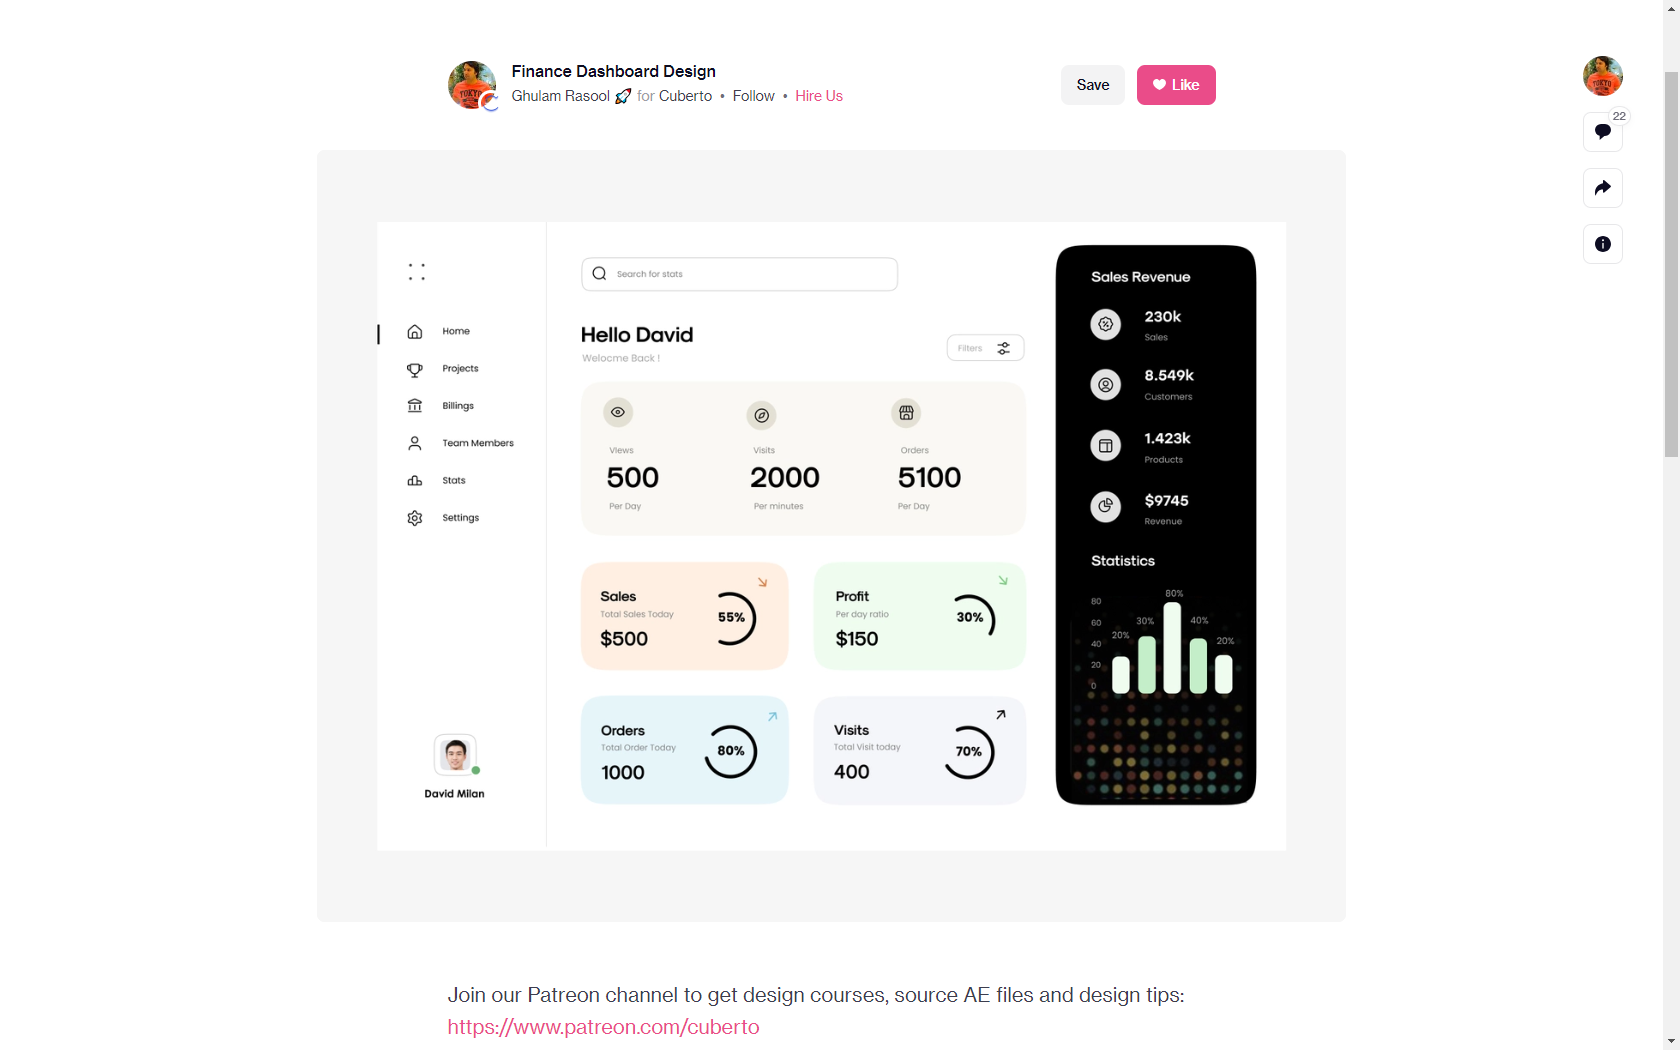 Finance Dashboard Design
Ghulam Rasool 🚀 for Cuberto • Follow • Hire Us
Save
Like
22
Search for stats
Hello David
Welocme Back !
Filters
Home
Projects
Billings
Team Members
Stats
Settings
David Milan
Views
500
Per Day
Visits
2000
Per minutes
Orders
5100
Per Day
Sales
Total Sales Today
$500
55%
Profit
Per day ratio
$150
30%
Orders
Total Order Today
1000
80%
Visits
Total Visit today
400
70%
Sales Revenue
230k
Sales
8.549k
Customers
1.423k
Products
$9745
Revenue
Statistics
80
60
40
20
0
20%
30%
80%
40%
20%
Join our Patreon channel to get design courses, source AE files and design tips:
https://www.patreon.com/cuberto